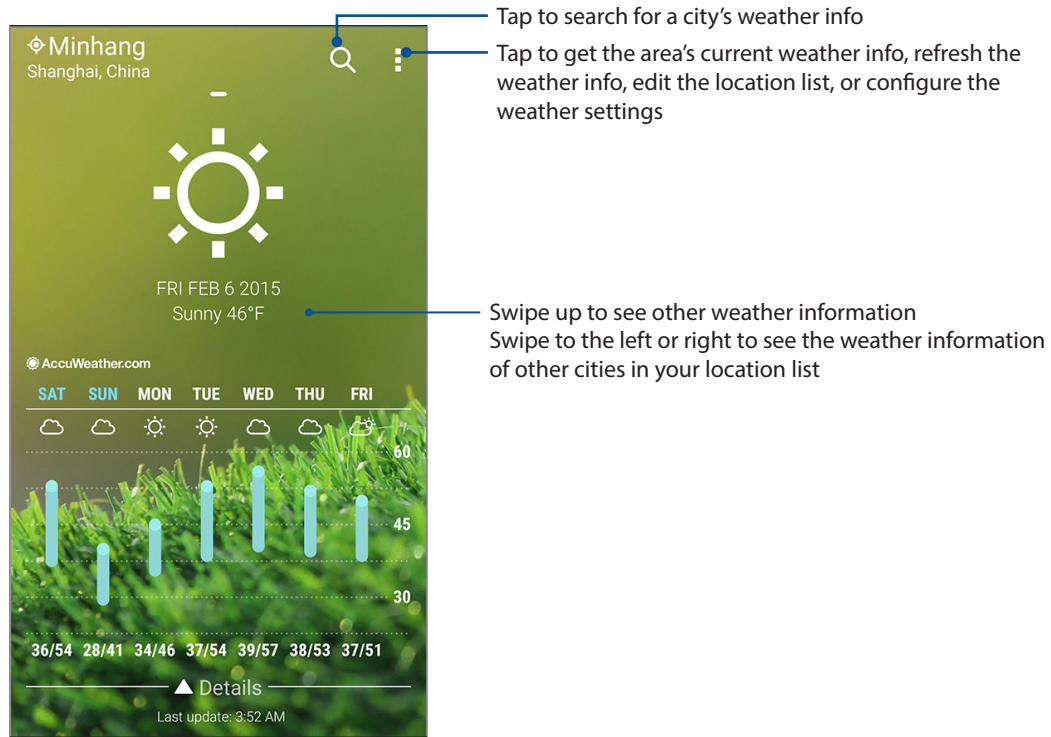 Tap to search for a city’s weather info
Tap to get the area’s current weather info, refresh the
weather info, edit the location list, or configure the
weather settings
Minhang
Shanghai, China
FRI FEB 6 2015
Sunny 46°F
Swipe up to see other weather information
Swipe to the left or right to see the weather information
of other cities in your location list
AccuWeather.com
SAT SUN MON TUE WED THU FRI
60
45
30
36/54 28/41 34/46 37/54 39/57 38/53 37/51
Details
Last update: 3:52 AM